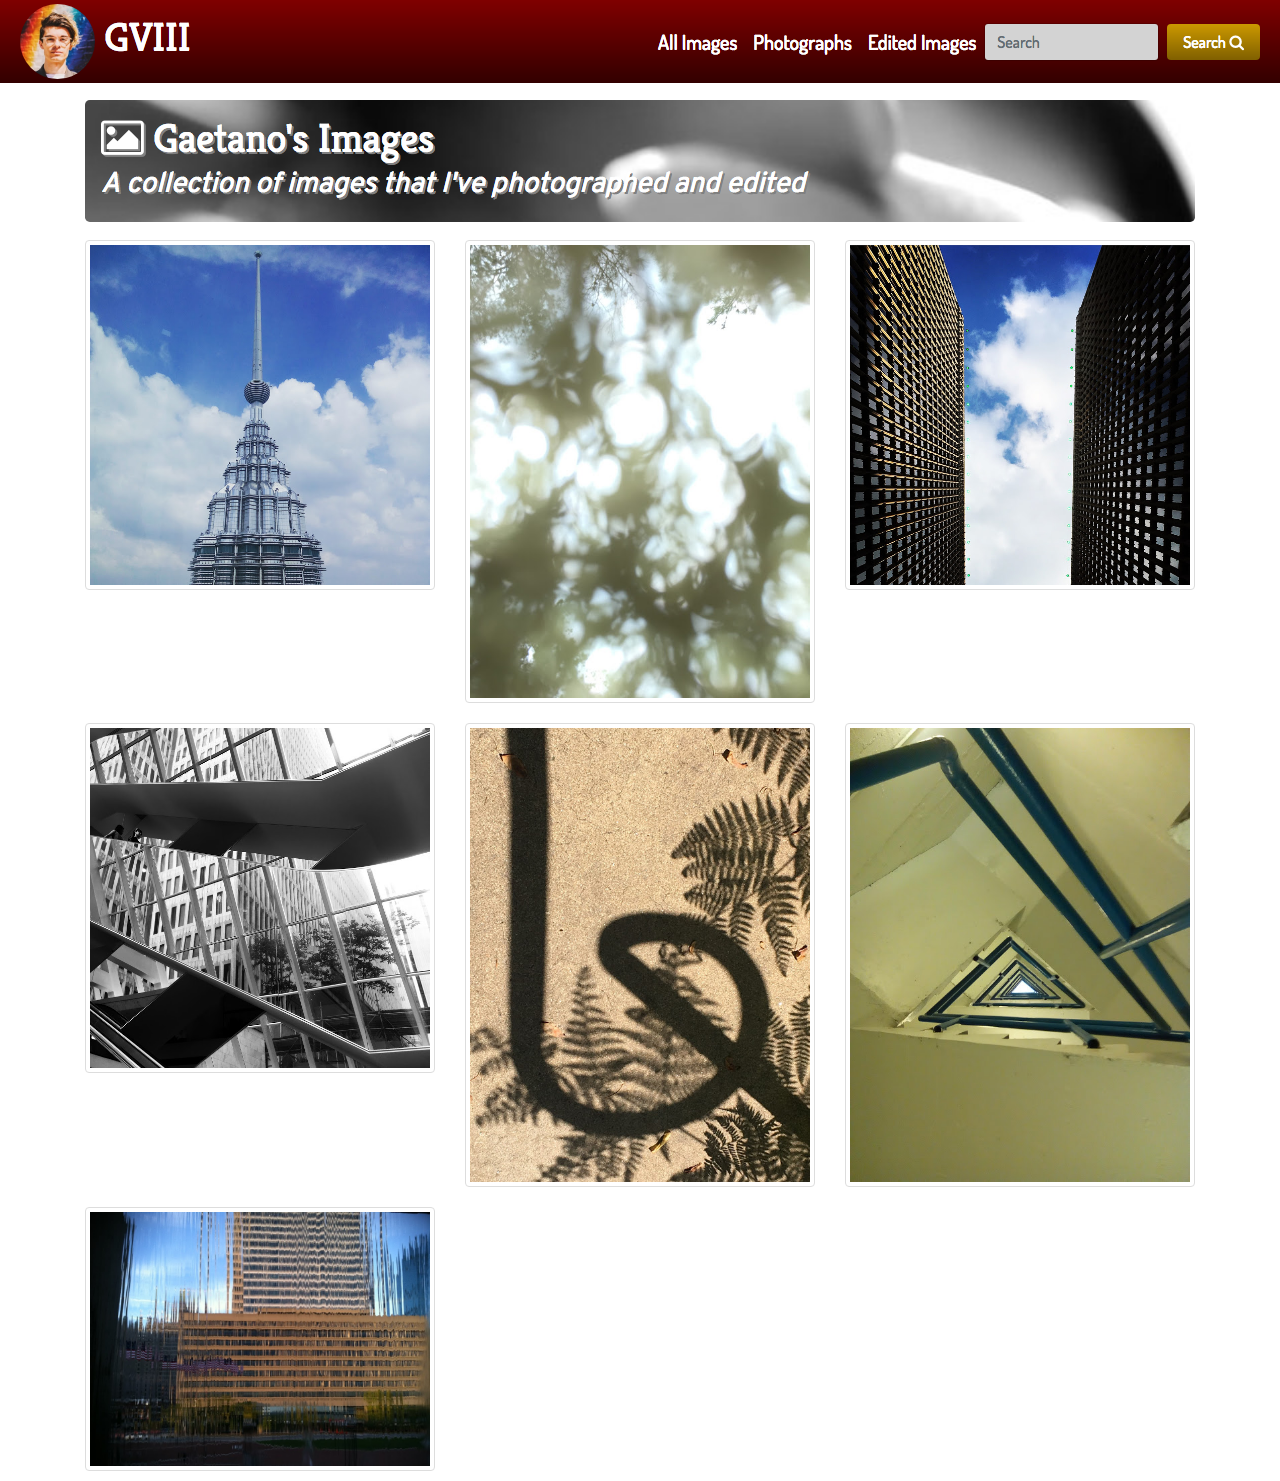 GVIII
All Images Photographs Edited Images Search Search
Gaetano's Images
A collection of images that I've photographed and edited